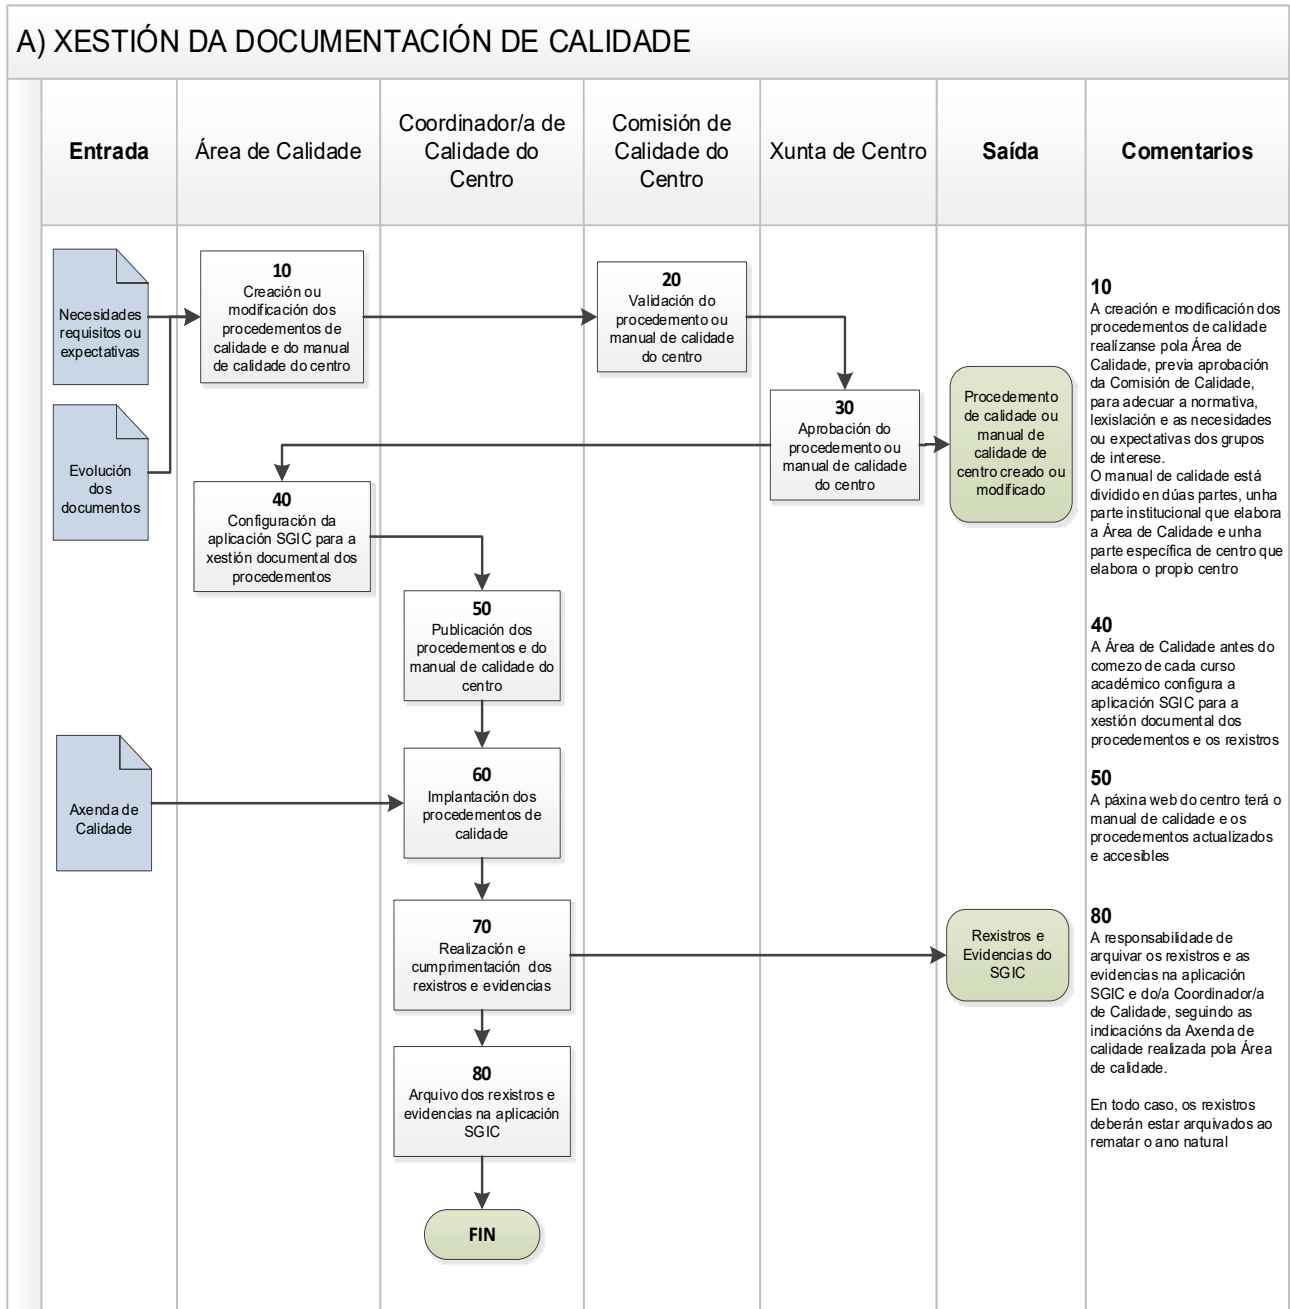 A) XESTIÓN DA DOCUMENTACIÓN DE CALIDADE
Entrada
Área de Calidade
Coordinador/a de
Calidade do
Centro
Comisión de
Calidade do
Centro
Xunta de Centro
Saída
Comentarios
Necesidades
requisitos ou
expectativas
Evolución
dos
documentos
10
Creación ou
modificación dos
procedementos de
calidade e do manual
de calidade do centro
20
Validación do
procedemento ou
manual de calidade
do centro
30
Aprobación do
procedemento ou
manual de calidade
do centro
Procedemento
de calidade ou
manual de
calidade de
centro creado ou
modificado
40
Configuración da
aplicación SGIC para a
xestión documental dos
procedementos
50
Publicación dos
procedementos e do
manual de calidade do
centro
Axenda de
Calidade
60
Implantación dos
procedementos de
calidade
70
Realización e
cumprimentación dos
rexistros e evidencias
Rexistros e
Evidencias do
SGIC
80
Arquivo dos rexistros e
evidencias na aplicación
SGIC
FIN
10
A creación e modificación dos
procedementos de calidade
realízanse pola Área de
Calidade, previa aprobación
da Comisión de Calidade,
para adecuar a normativa,
lexislación e as necesidades
ou expectativas dos grupos
de interese.
O manual de calidade está
dividido en dúas partes, unha
parte institucional que elabora
a Área de Calidade e unha
parte específica de centro que
elabora o propio centro
40
A Área de Calidade antes do
comezo de cada curso
académico configura a
aplicación SGIC para a
xestión documental dos
procedementos e os rexistros
50
A páxina web do centro terá o
manual de calidade e os
procedementos actualizados
e accesibles
80
A responsabilidade de
arquivar os rexistros e as
evidencias na aplicación
SGIC e do/a Coordinador/a
de Calidade, seguindo as
indicacións da Axenda de
calidade realizada pola Área
de calidade.
En todo caso, os rexistros
deberán estar arquivados ao
rematar o ano natural